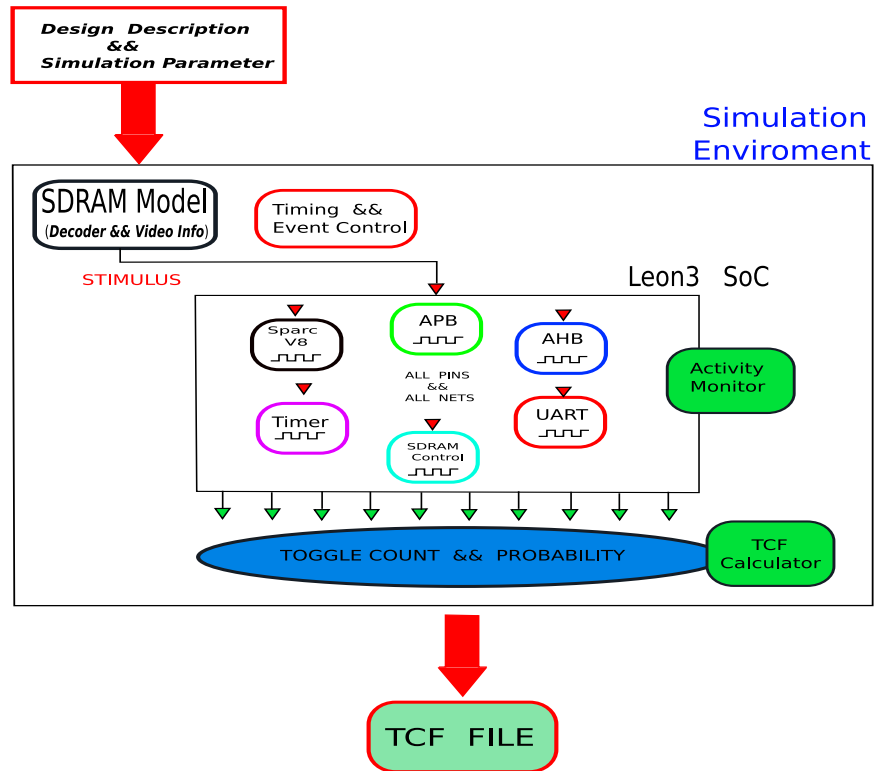 Design Description
&&
Simulation Parameter
Simulation
Enviroment
SDRAM Model
(Decoder && Video Info)
Timing &&
Event Control
STIMULUS
Leon3 SoC
Sparc
V8
APB
AHB
ALL PINS
&&
ALL NETS
Activity
Monitor
Timer
UART
SDRAM
Control
TOGGLE COUNT && PROBABILITY
TCF
Calculator
TCF FILE